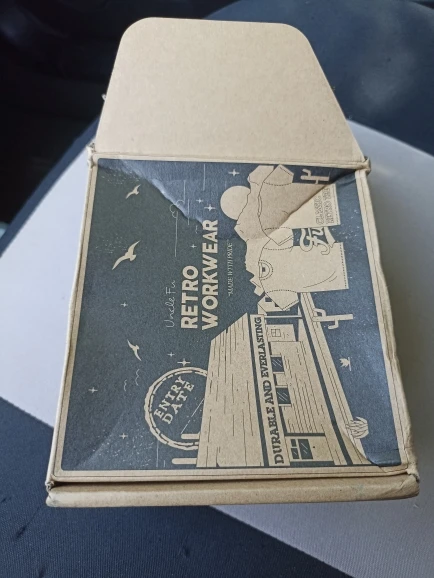 Uncle Fu
RETRO
WORKWEAR
"MADE WITH PRIDE"
ENTRY
DATE
DURABLE AND EVERLASTING